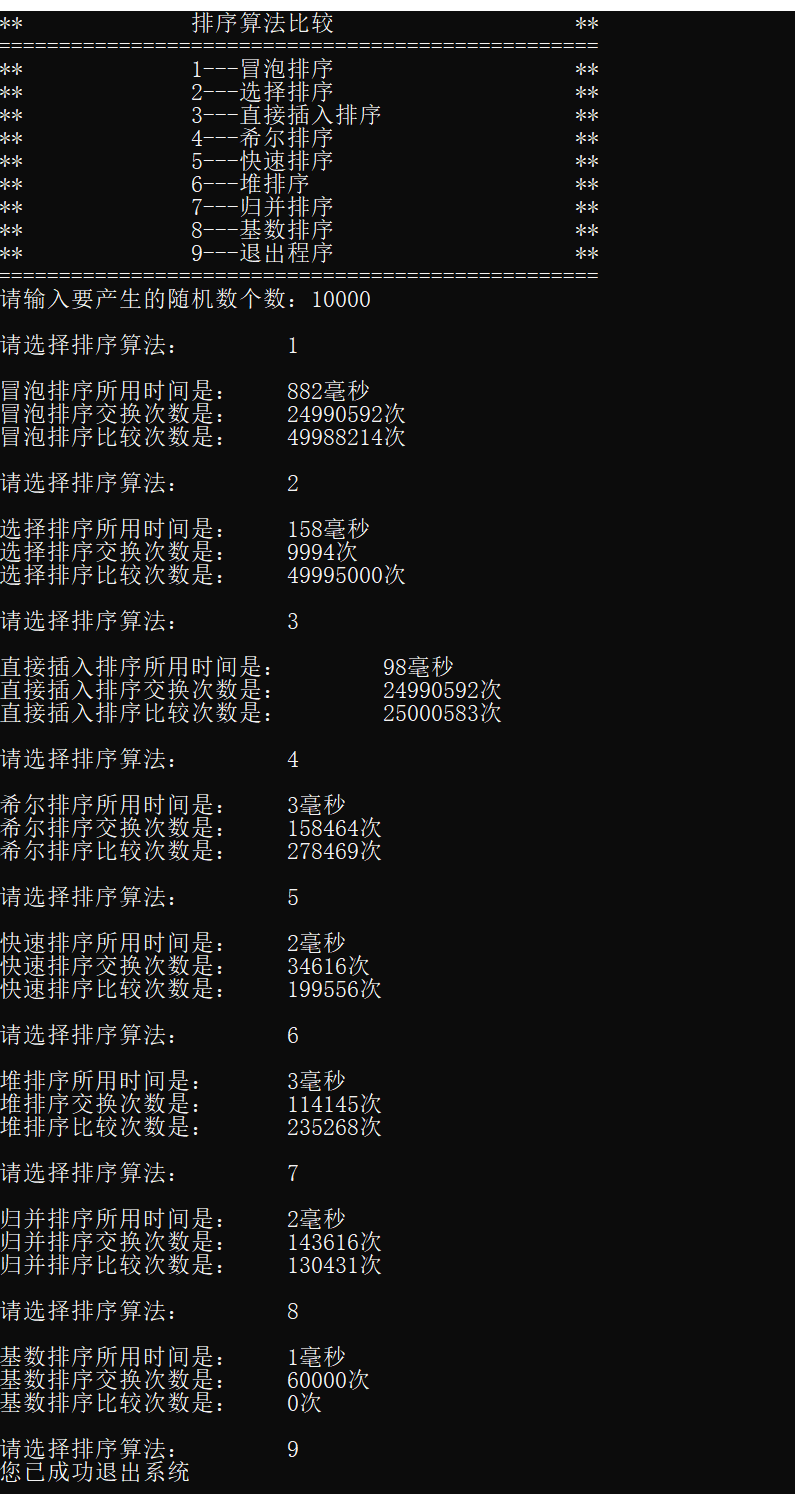 ** 排序算法比较 **
==================================================
** 1---冒泡排序 **
** 2---选择排序 **
** 3---直接插入排序 **
** 4---希尔排序 **
** 5---快速排序 **
** 6---堆排序 **
** 7---归并排序 **
** 8---基数排序 **
** 9---退出程序 **
==================================================
请输入要产生的随机数个数：10000
请选择排序算法： 1
冒泡排序所用时间是： 882毫秒
冒泡排序交换次数是： 24990592次
冒泡排序比较次数是： 49988214次
请选择排序算法： 2
选择排序所用时间是： 158毫秒
选择排序交换次数是： 9994次
选择排序比较次数是： 49995000次
请选择排序算法： 3
直接插入排序所用时间是： 98毫秒
直接插入排序交换次数是： 24990592次
直接插入排序比较次数是： 25000583次
请选择排序算法： 4
希尔排序所用时间是： 3毫秒
希尔排序交换次数是： 158464次
希尔排序比较次数是： 278469次
请选择排序算法： 5
快速排序所用时间是： 2毫秒
快速排序交换次数是： 34616次
快速排序比较次数是： 199556次
请选择排序算法： 6
堆排序所用时间是： 3毫秒
堆排序交换次数是： 114145次
堆排序比较次数是： 235268次
请选择排序算法： 7
归并排序所用时间是： 2毫秒
归并排序交换次数是： 143616次
归并排序比较次数是： 130431次
请选择排序算法： 8
基数排序所用时间是： 1毫秒
基数排序交换次数是： 60000次
基数排序比较次数是： 0次
请选择排序算法： 9
您已成功退出系统